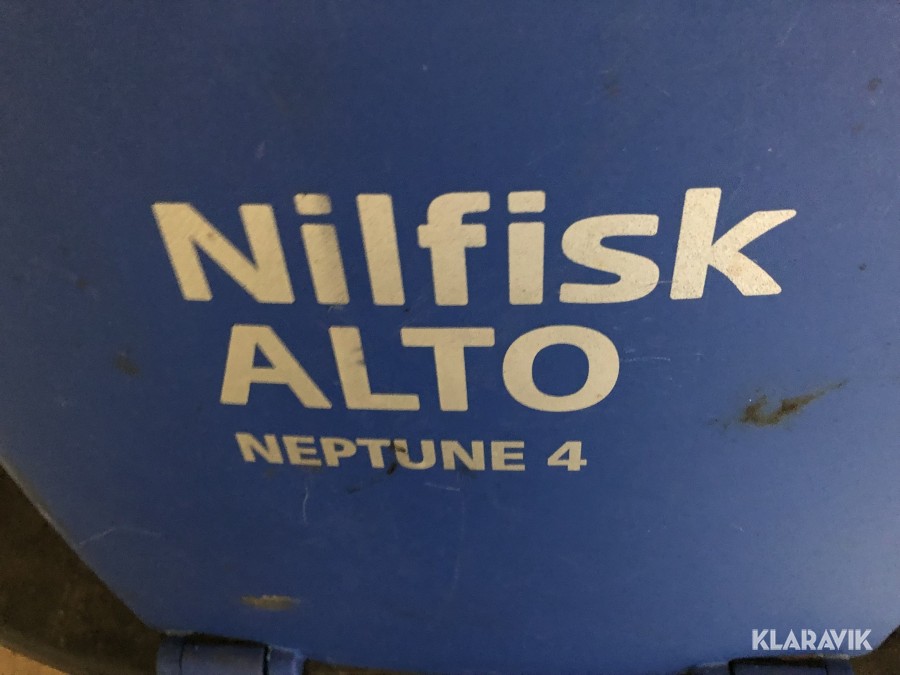 Nilfisk
ALTO
NEPTUNE 4
KLARAVIK